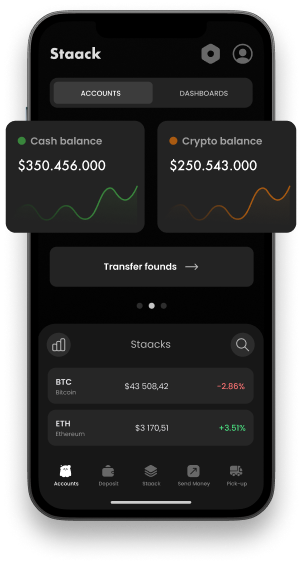 Staack
ACCOUNTS DASHBOARDS
Cash balance
$350.456.000
Crypto balance
$250.543.000
Transfer founds
Staacks
BTC
Bitcoin
$43 508,42
-2.86%
ETH
Ethereum
$3 170,51
+3.51%
Accounts Deposit Staack Send Money Pick-up